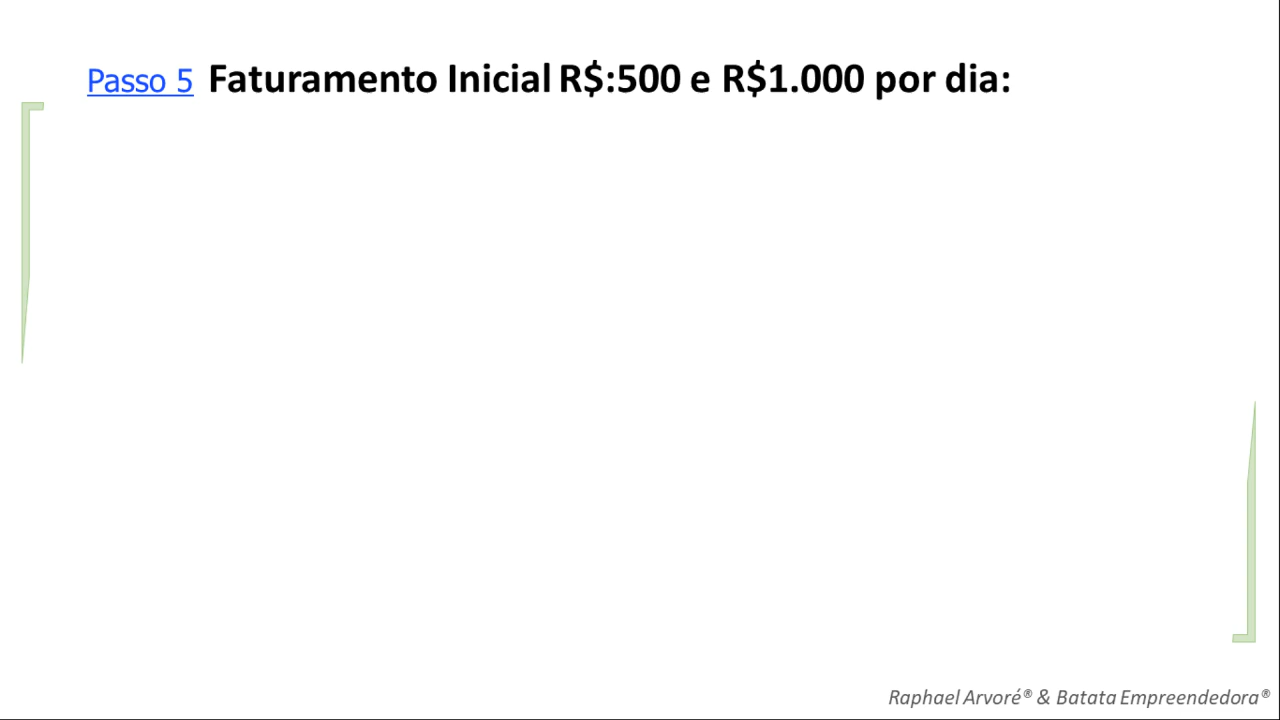 Passo 5 Faturamento Inicial R$:500 e R$1.000 por dia:
Raphael Arvoré® & Batata Empreendedora®